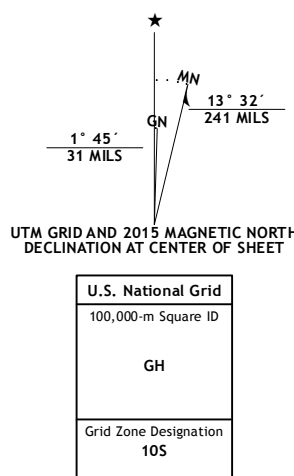 ★
MN
GN
13° 32´
241 MILS
1° 45´
31 MILS
UTM GRID AND 2015 MAGNETIC NORTH
DECLINATION AT CENTER OF SHEET
U.S. National Grid
100,000-m Square ID
GH
Grid Zone Designation
10S